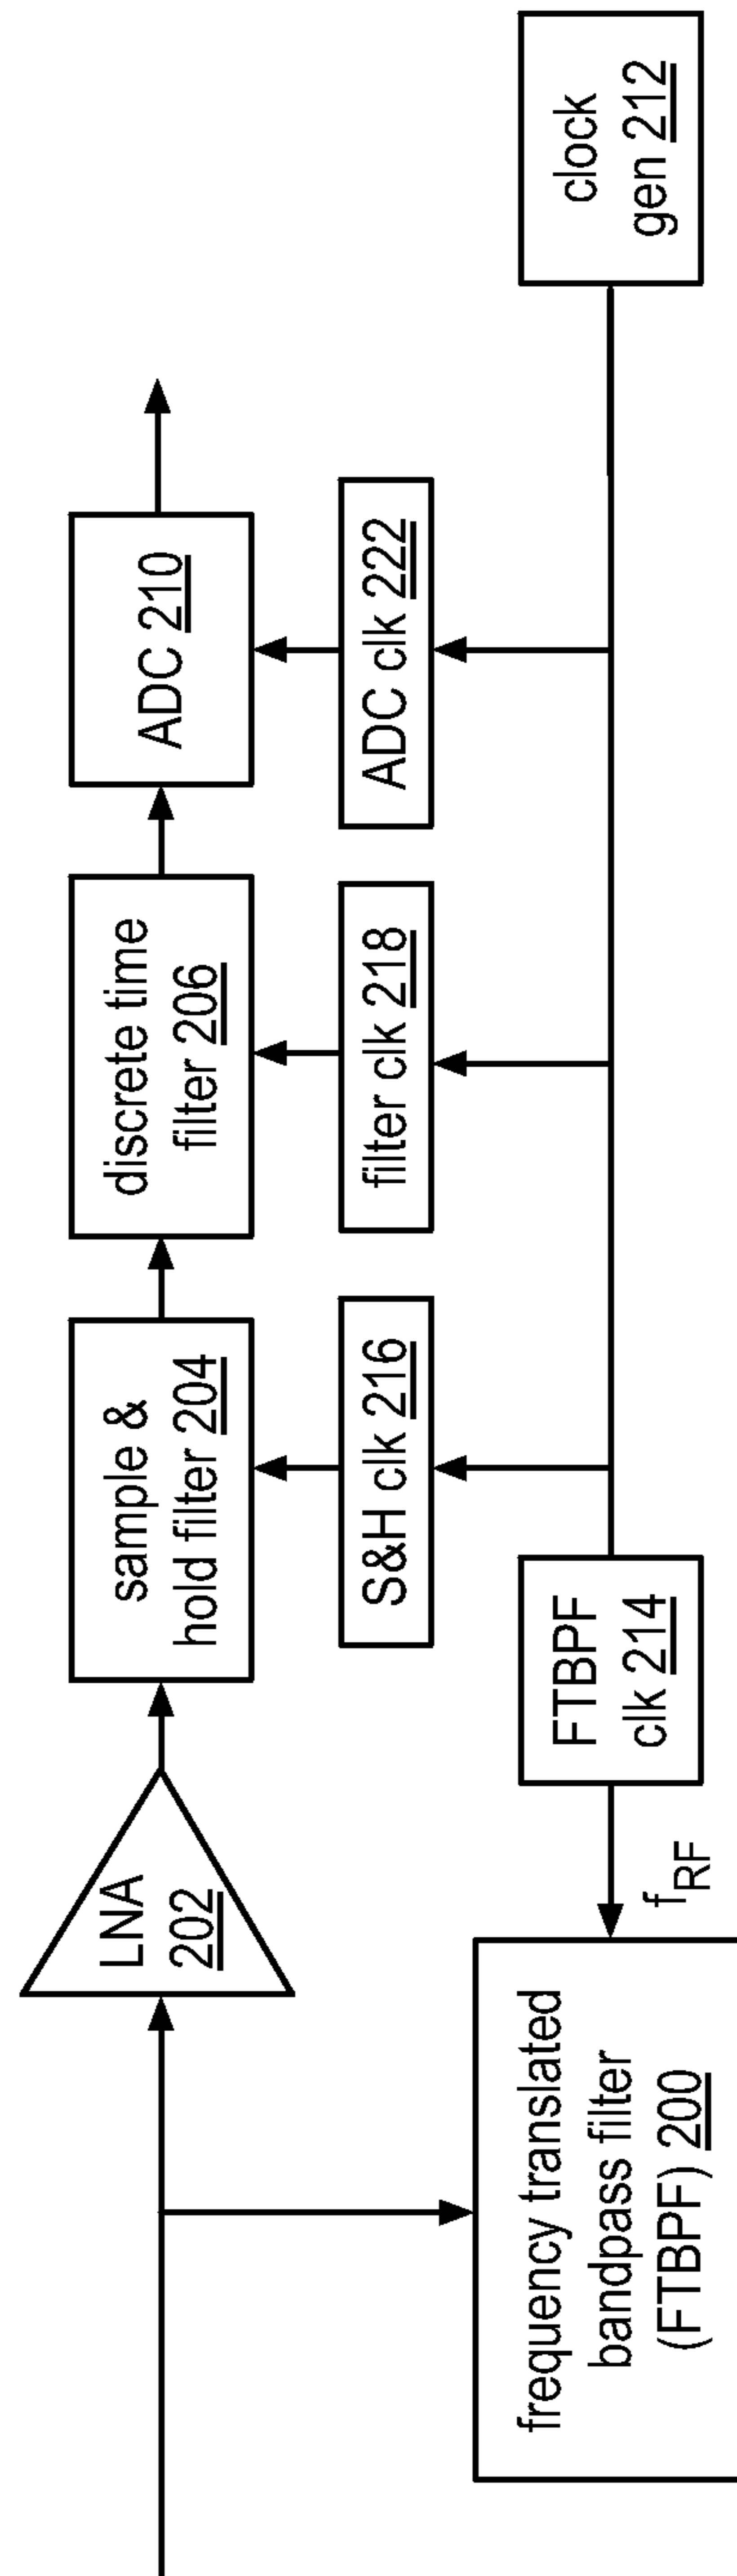 LNA
202
sample &
hold filter 204
discrete time
filter 206
ADC 210
S&H clk 216
filter clk 218
ADC clk 222
frequency translated
bandpass filter
(FTBPF) 200
fRF
FTBPF
clk 214
clock
gen 212